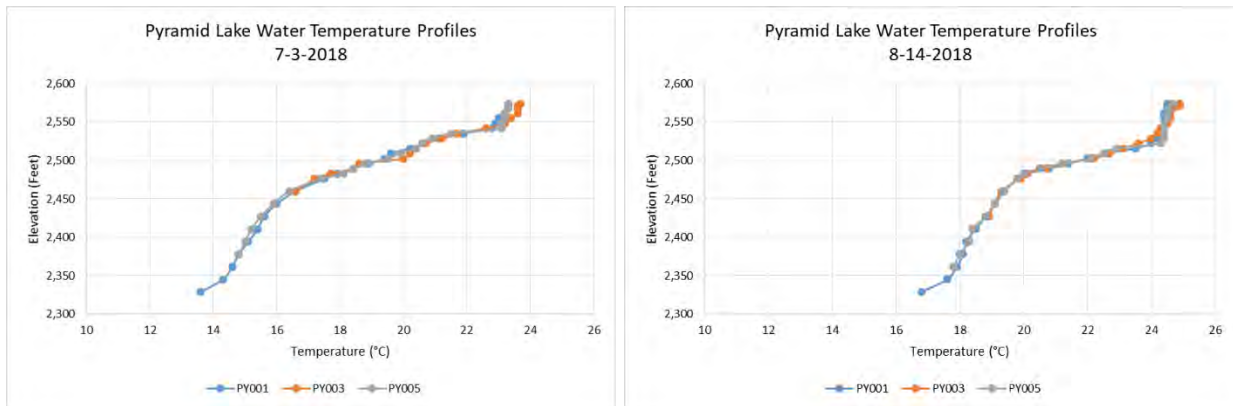 Pyramid Lake Water Temperature Profiles
7-3-2018
2,600
2,550
2,500
2,450
2,400
2,350
2,300
Elevation (Feet)
10 12 14 16 18 20 22 24 26
Temperature (°C)
PY001 PY003 PY005
Pyramid Lake Water Temperature Profiles
8-14-2018
2,600
2,550
2,500
2,450
2,400
2,350
2,300
Elevation (Feet)
10 12 14 16 18 20 22 24 26
Temperature (°C)
PY001 PY003 PY005